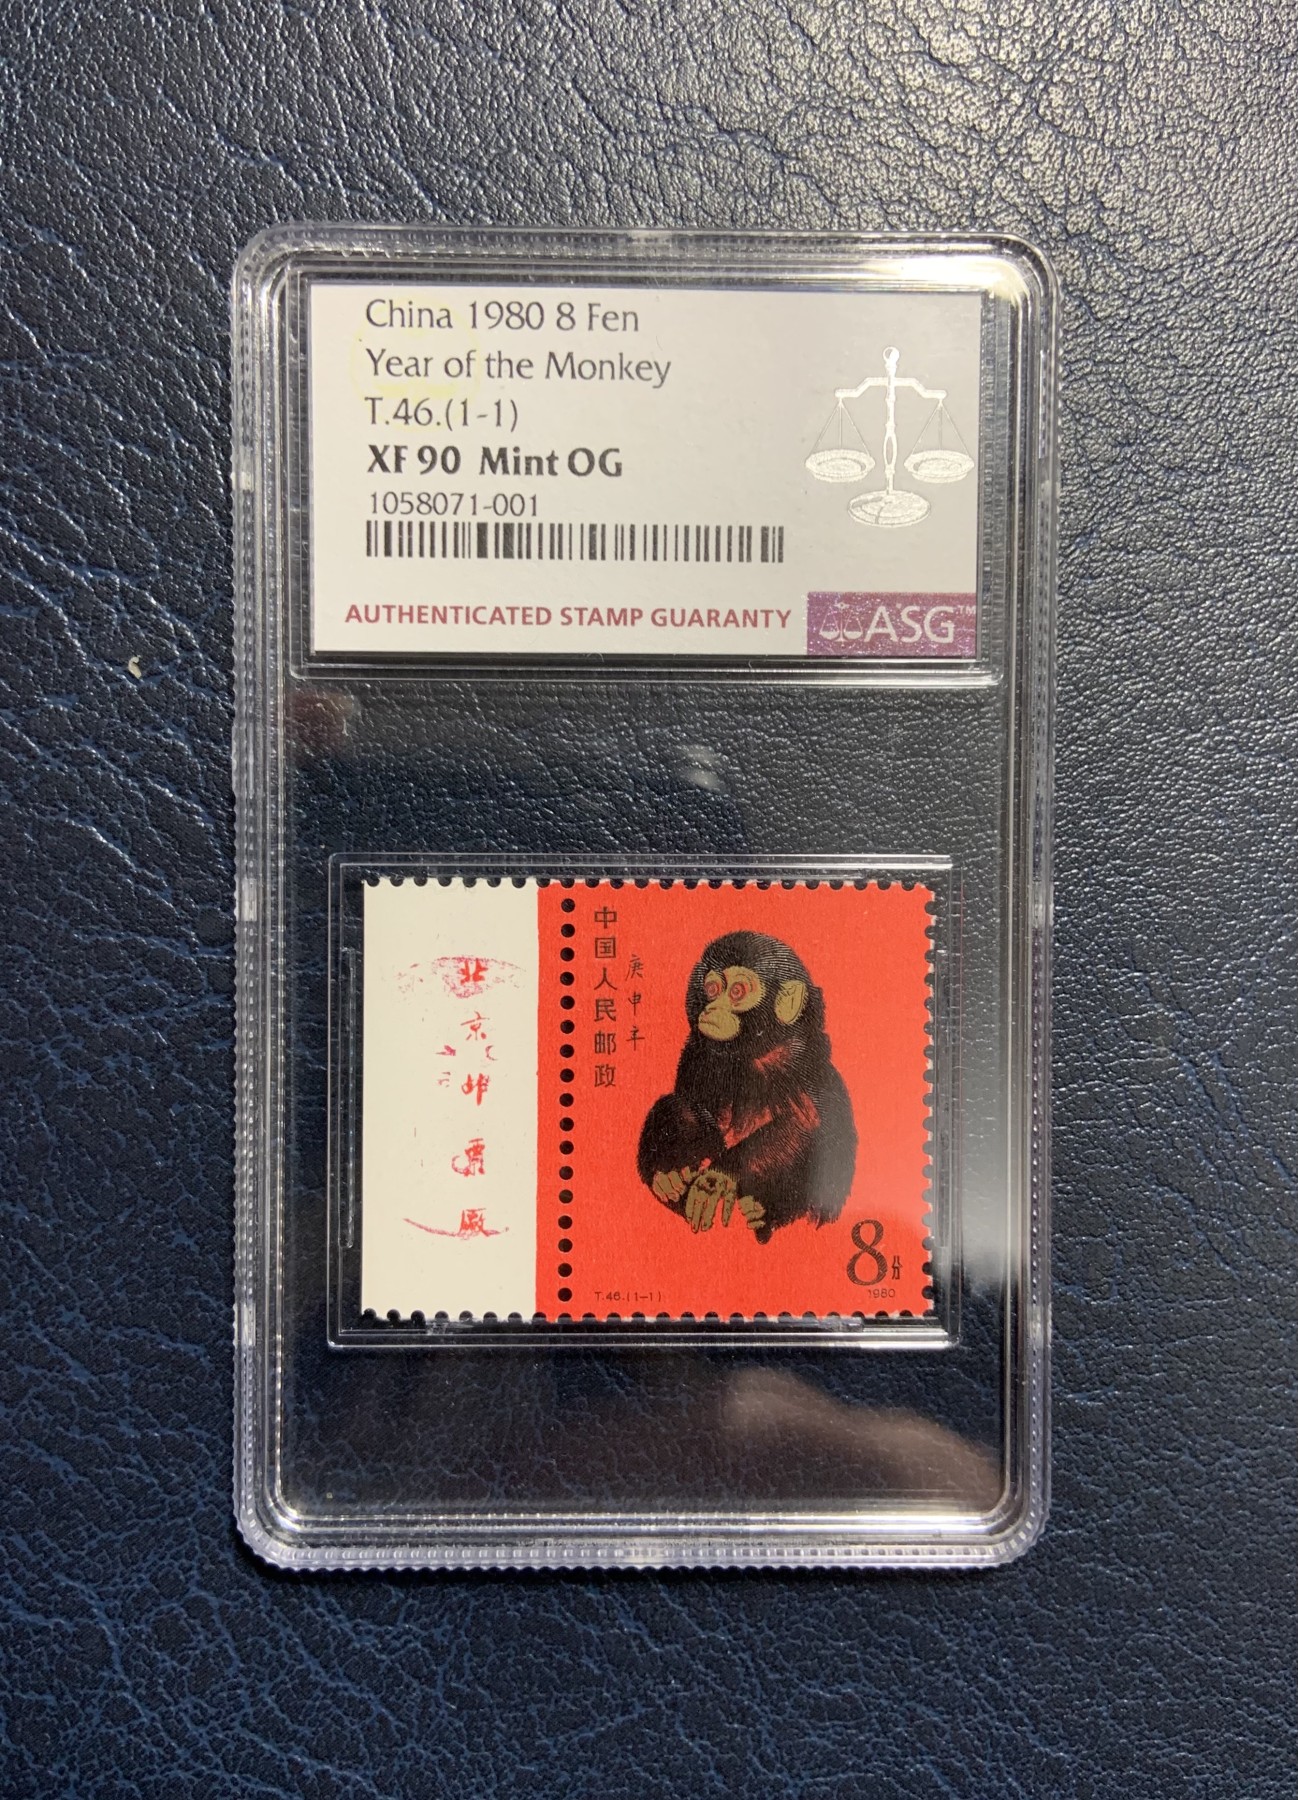 China 1980 8 Fen
Year of the Monkey
T.46.(1-1)
XF 90 Mint OG
1058071-001
AUTHENTICATED STAMP GUARANTY
ASG™
北京邮票厰
中国人民邮政
庚申年
8分
T.46.(1-1)
1980